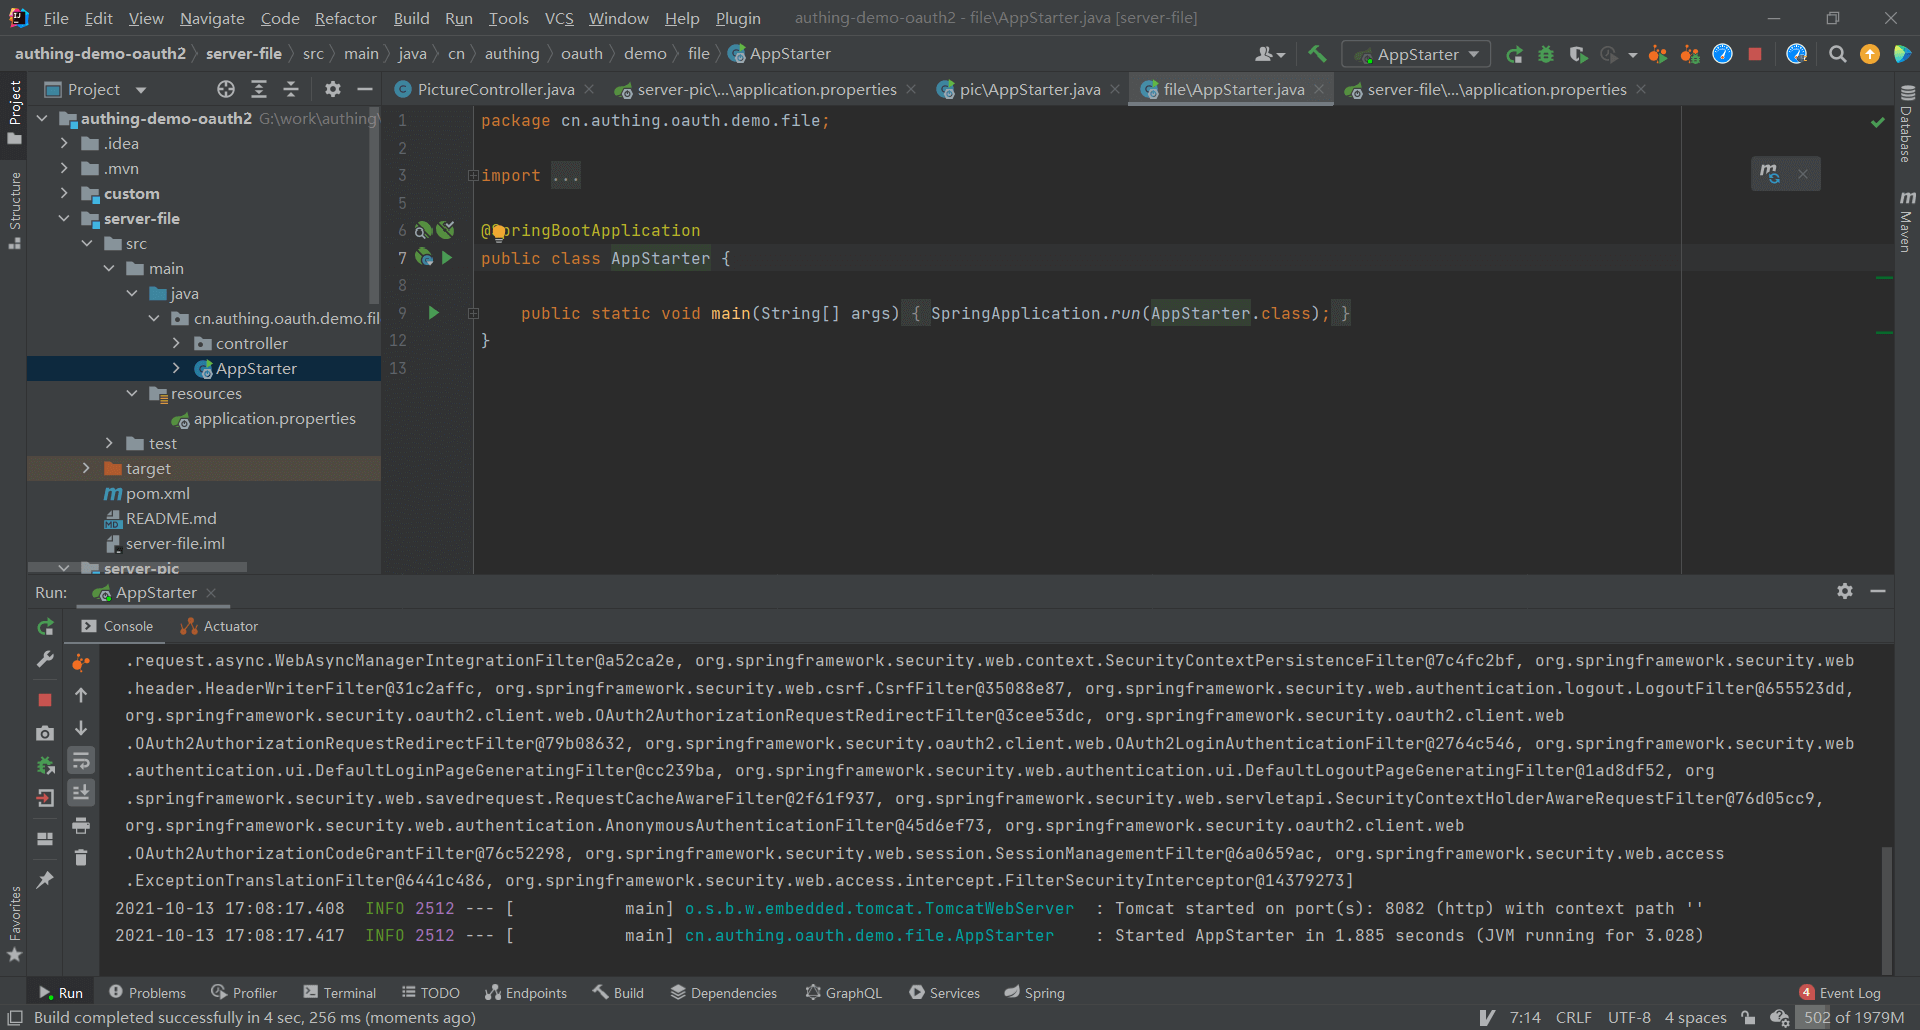 File Edit View Navigate Code Refactor Build Run Tools VCS Window Help Plugin authing-demo-oauth2 - file\AppStarter.java [server-file]
authing-demo-oauth2 server-file src main java cn authing oauth demo file AppStarter AppStarter
Project
PictureController.java server-pic\...\application.properties pic\AppStarter.java file\AppStarter.java server-file\...\application.properties
Project
Structure
Favorites
Database
Maven
authing-demo-oauth2 G:\work\authing\
.idea
.mvn
custom
server-file
src
main
java
cn.authing.oauth.demo.fil
controller
AppStarter
resources
application.properties
test
target
pom.xml
README.md
server-file.iml
server-pic
1 package cn.authing.oauth.demo.file;
2
3 import ...
5
6 @SpringBootApplication
7 public class AppStarter {
8
9 public static void main(String[] args) { SpringApplication.run(AppStarter.class); }
12 }
13
Run: AppStarter
Console Actuator
.request.async.WebAsyncManagerIntegrationFilter@a52ca2e, org.springframework.security.web.context.SecurityContextPersistenceFilter@7c4fc2bf, org.springframework.security.web
.header.HeaderWriterFilter@31c2affc, org.springframework.security.web.csrf.CsrfFilter@35088e87, org.springframework.security.web.authentication.logout.LogoutFilter@655523dd,
org.springframework.security.oauth2.client.web.OAuth2AuthorizationRequestRedirectFilter@3cee53dc, org.springframework.security.oauth2.client.web
.OAuth2AuthorizationRequestRedirectFilter@79b08632, org.springframework.security.oauth2.client.web.OAuth2LoginAuthenticationFilter@2764c546, org.springframework.security.web
.authentication.ui.DefaultLoginPageGeneratingFilter@cc239ba, org.springframework.security.web.authentication.ui.DefaultLogoutPageGeneratingFilter@1ad8df52, org
.springframework.security.web.savedrequest.RequestCacheAwareFilter@2f61f937, org.springframework.security.web.servletapi.SecurityContextHolderAwareRequestFilter@76d05cc9,
org.springframework.security.web.authentication.AnonymousAuthenticationFilter@45d6ef73, org.springframework.security.oauth2.client.web
.OAuth2AuthorizationCodeGrantFilter@76c52298, org.springframework.security.web.session.SessionManagementFilter@6a0659ac, org.springframework.security.web.access
.ExceptionTranslationFilter@6441c486, org.springframework.security.web.access.intercept.FilterSecurityInterceptor@14379273]
2021-10-13 17:08:17.408 INFO 2512 --- [ main] o.s.b.w.embedded.tomcat.TomcatWebServer : Tomcat started on port(s): 8082 (http) with context path ''
2021-10-13 17:08:17.417 INFO 2512 --- [ main] cn.authing.oauth.demo.file.AppStarter : Started AppStarter in 1.885 seconds (JVM running for 3.028)
Run Problems Profiler Terminal TODO Endpoints Build Dependencies GraphQL Services Spring 4 Event Log
Build completed successfully in 4 sec, 256 ms (moments ago) 7:14 CRLF UTF-8 4 spaces 502 of 1979M